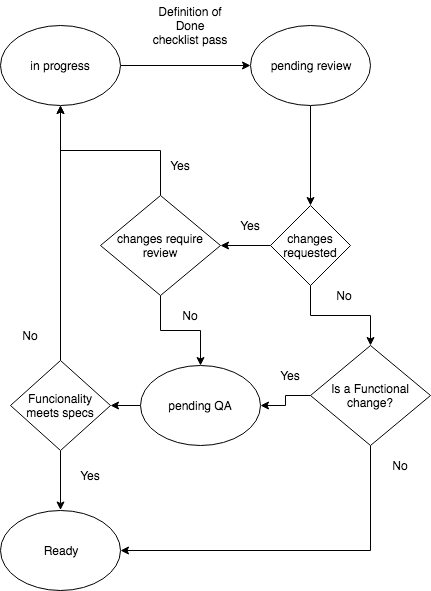 Definition of
Done
checklist pass
in progress
pending review
Yes
changes require
review
Yes
changes
requested
No
No
No
Funcionality
meets specs
pending QA
Yes
Is a Functional
change?
No
Yes
Ready